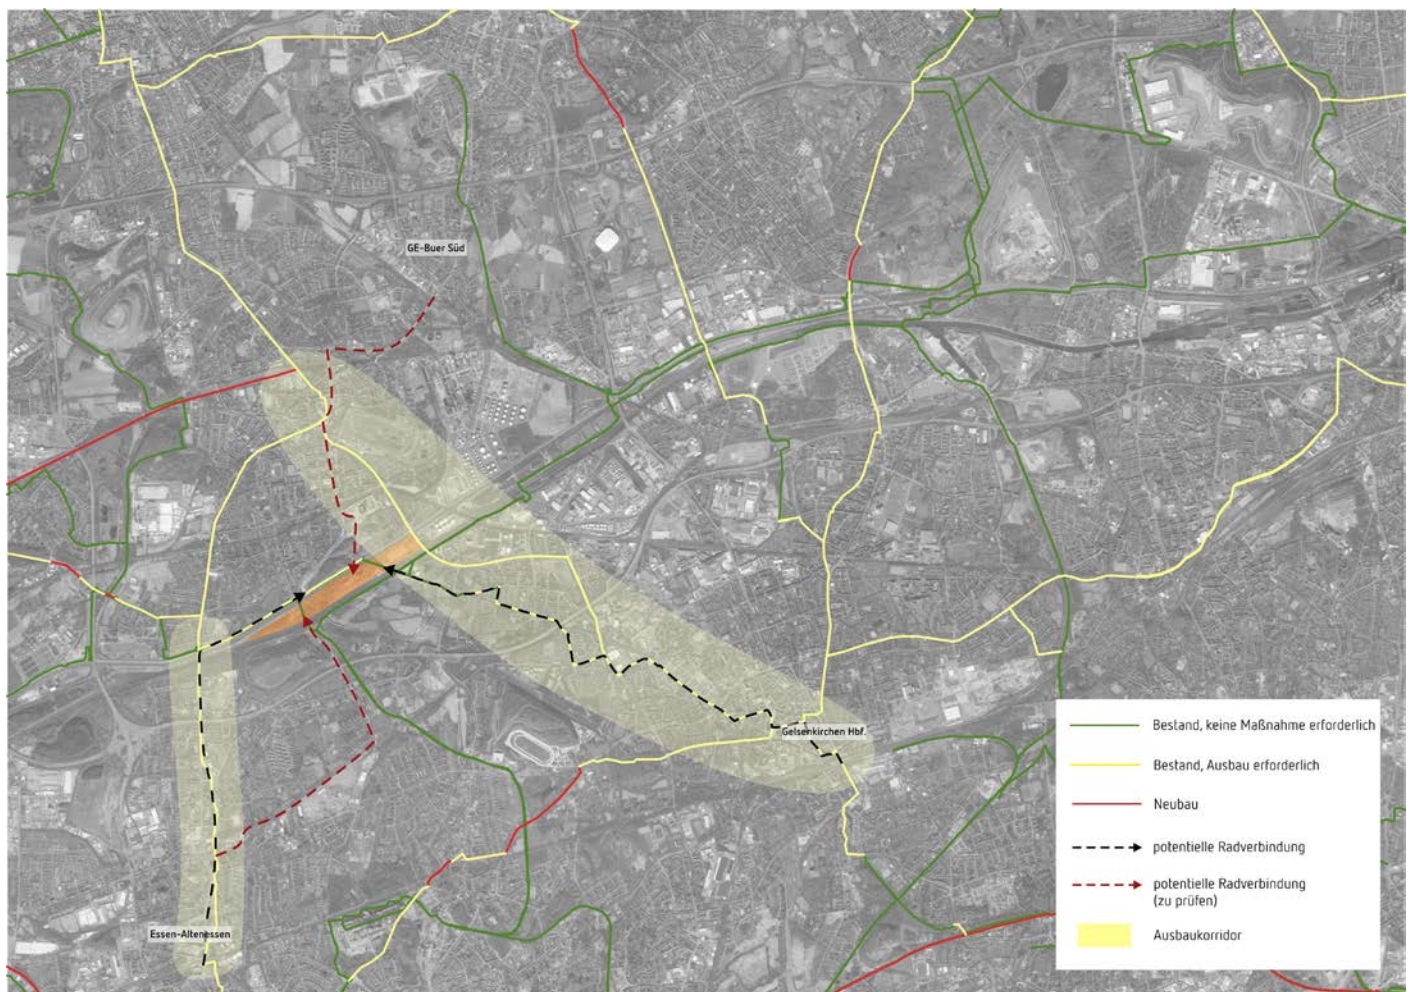 GE-Buer Süd
Gelsenkirchen Hbf.
Essen-Altenessen
Bestand, keine Maßnahme erforderlich
Bestand, Ausbau erforderlich
Neubau
potentielle Radverbindung
potentielle Radverbindung
(zu prüfen)
Ausbaukorridor